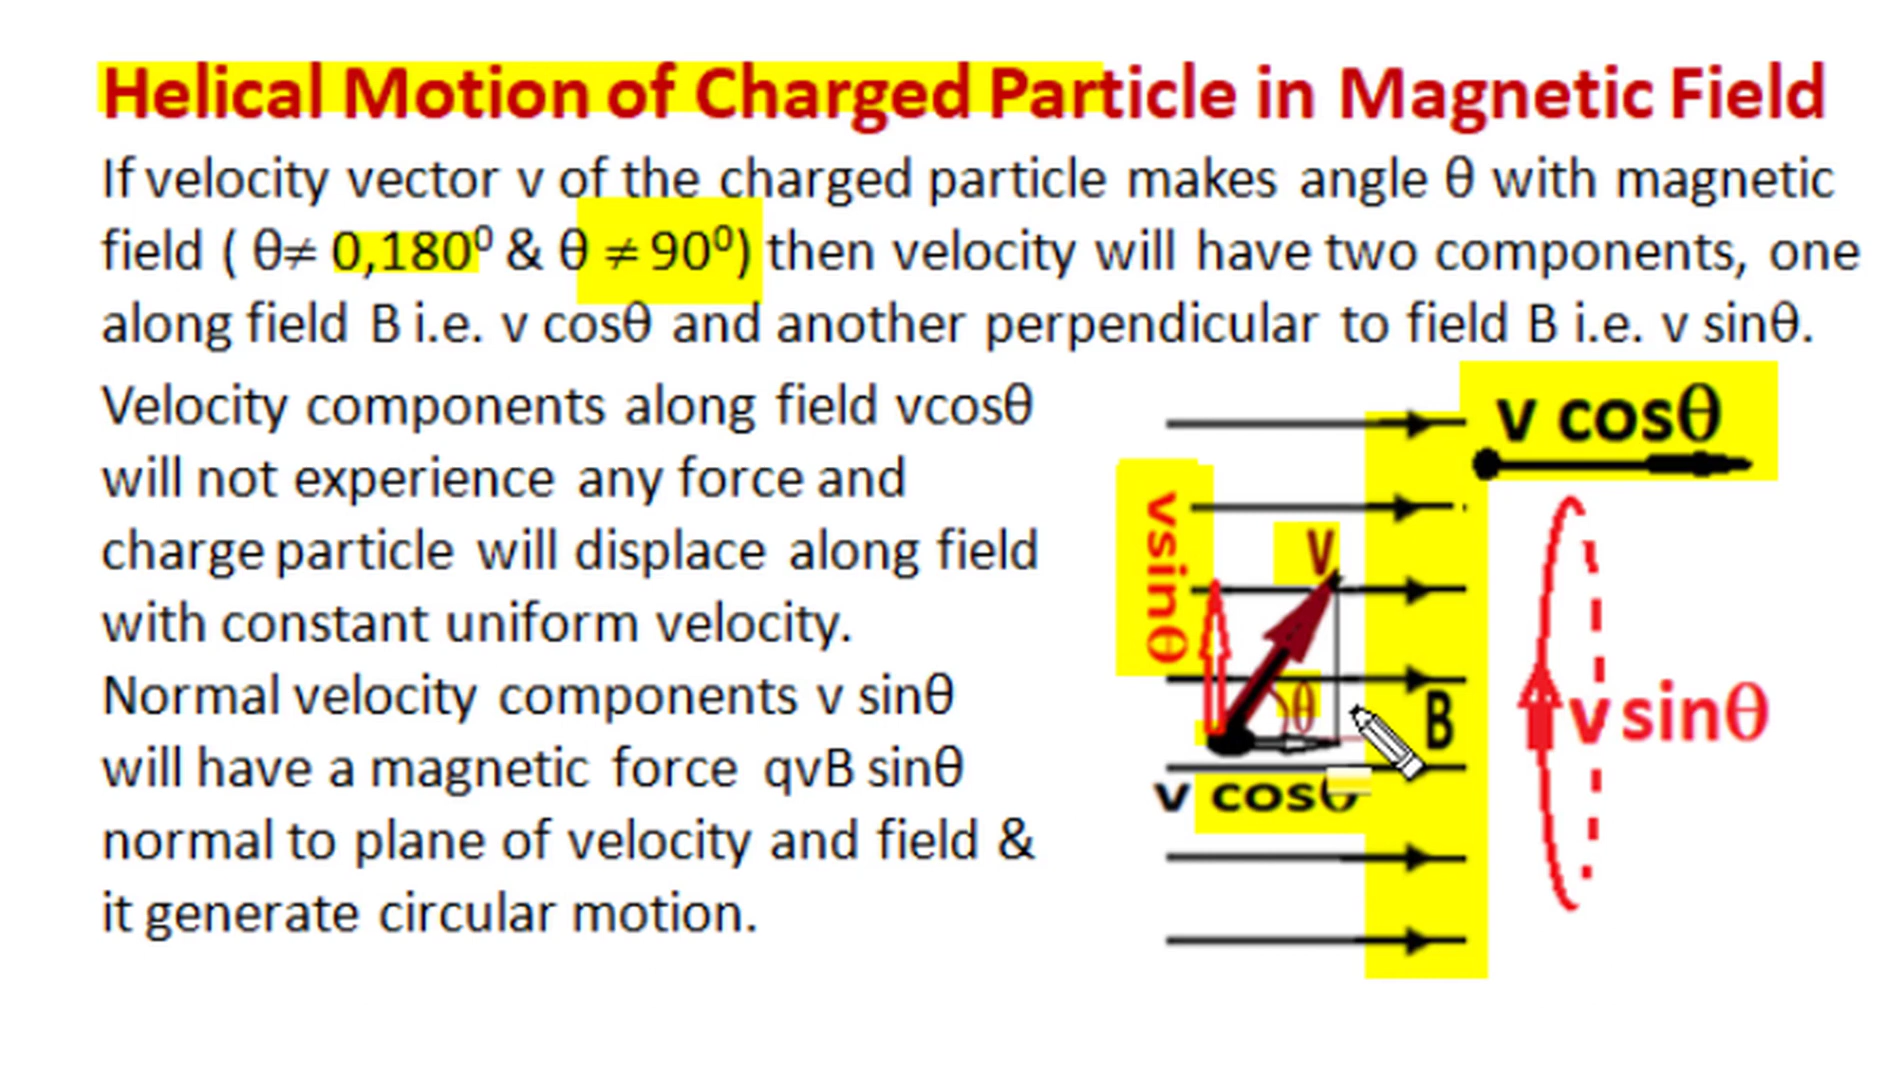 Helical Motion of Charged Particle in Magnetic Field
If velocity vector v of the charged particle makes angle θ with magnetic
field ( θ≠ 0,180⁰ & θ ≠ 90⁰) then velocity will have two components, one
along field B i.e. v cosθ and another perpendicular to field B i.e. v sinθ.
Velocity components along field vcosθ
will not experience any force and
charge particle will displace along field
with constant uniform velocity.
Normal velocity components v sinθ
will have a magnetic force qvB sinθ
normal to plane of velocity and field &
it generate circular motion.
v cosθ
vsinθ
V
θ
B
v sinθ
v cosθ